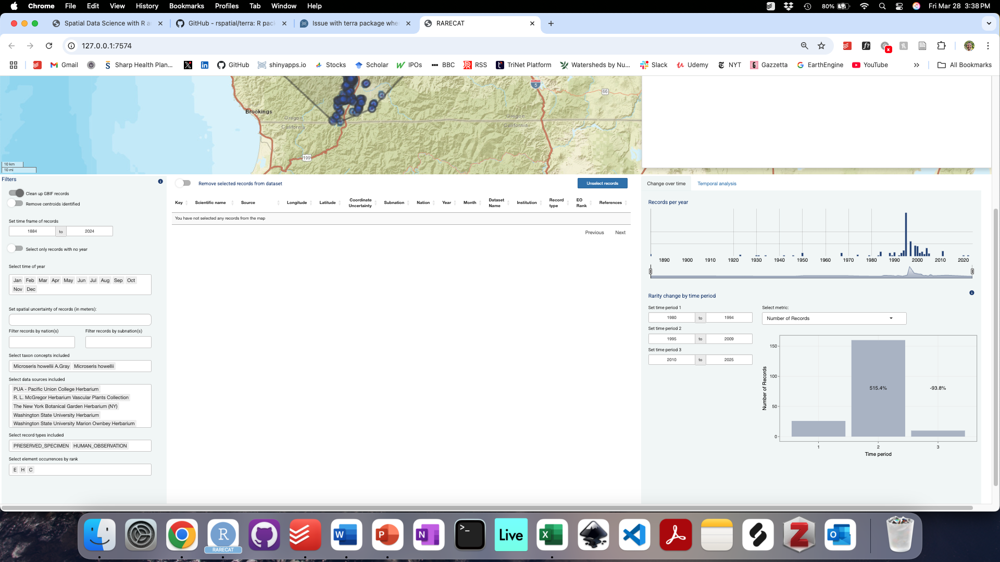 Chrome File Edit View History Bookmarks Profiles Tab Window Help 80% Fri Mar 28 3:38 PM
Spatial Data Science with R a
GitHub - rspatial/terra: R pac
Issue with terra package whe
RARECAT
127.0.0.1:7574
Gmail
Sharp Health Plan...
GitHub
shinyapps.io
Stocks
Scholar
IPOs
BBC
RSS
TriNet Platform
Watersheds by Nu...
Slack
Udemy
NYT
Gazzetta
EarthEngine
YouTube
All Bookmarks
5
66
Brookings
Oregon
California
Oregon
California
199
10 km
10 mi
Filters
Clean up GBIF records
Remove centroids identified
Set time frame of records
1884 to 2024
Select only records with no year
Select time of year
Jan Feb Mar Apr May Jun Jul Aug Sep Oct
Nov Dec
Set spatial uncertainty of records (in meters):
Filter records by nation(s) Filter records by subnation(s)
Select taxon concepts included
Microseris howellii A.Gray Microseris howellii
Select data sources included
PUA - Pacific Union College Herbarium
R. L. McGregor Herbarium Vascular Plants Collection
The New York Botanical Garden Herbarium (NY)
Washington State University Herbarium
Washington State University Marion Ownbey Herbarium
Select record types included
PRESERVED_SPECIMEN HUMAN_OBSERVATION
Select element occurrences by rank
E H C
Remove selected records from dataset
Unselect records
Key Scientific name Source Longitude Latitude Coordinate Uncertainty Subnation Nation Year Month Dataset Name Institution Record type EO Rank References
You have not selected any records from the map
Previous Next
Change over time Temporal analysis
Records per year
1890 1900 1910 1920 1930 1940 1950 1960 1970 1980 1990 2000 2010 2020
Rarity change by time period
Set time period 1
1980 to 1994
Set time period 2
1995 to 2009
Set time period 3
2010 to 2025
Select metric:
Number of Records
Number of Records
150
100
50
0
515.4%
-93.8%
1 2 3
Time period
R
RARECAT
W
P
N
>_
Live
X
Z
O